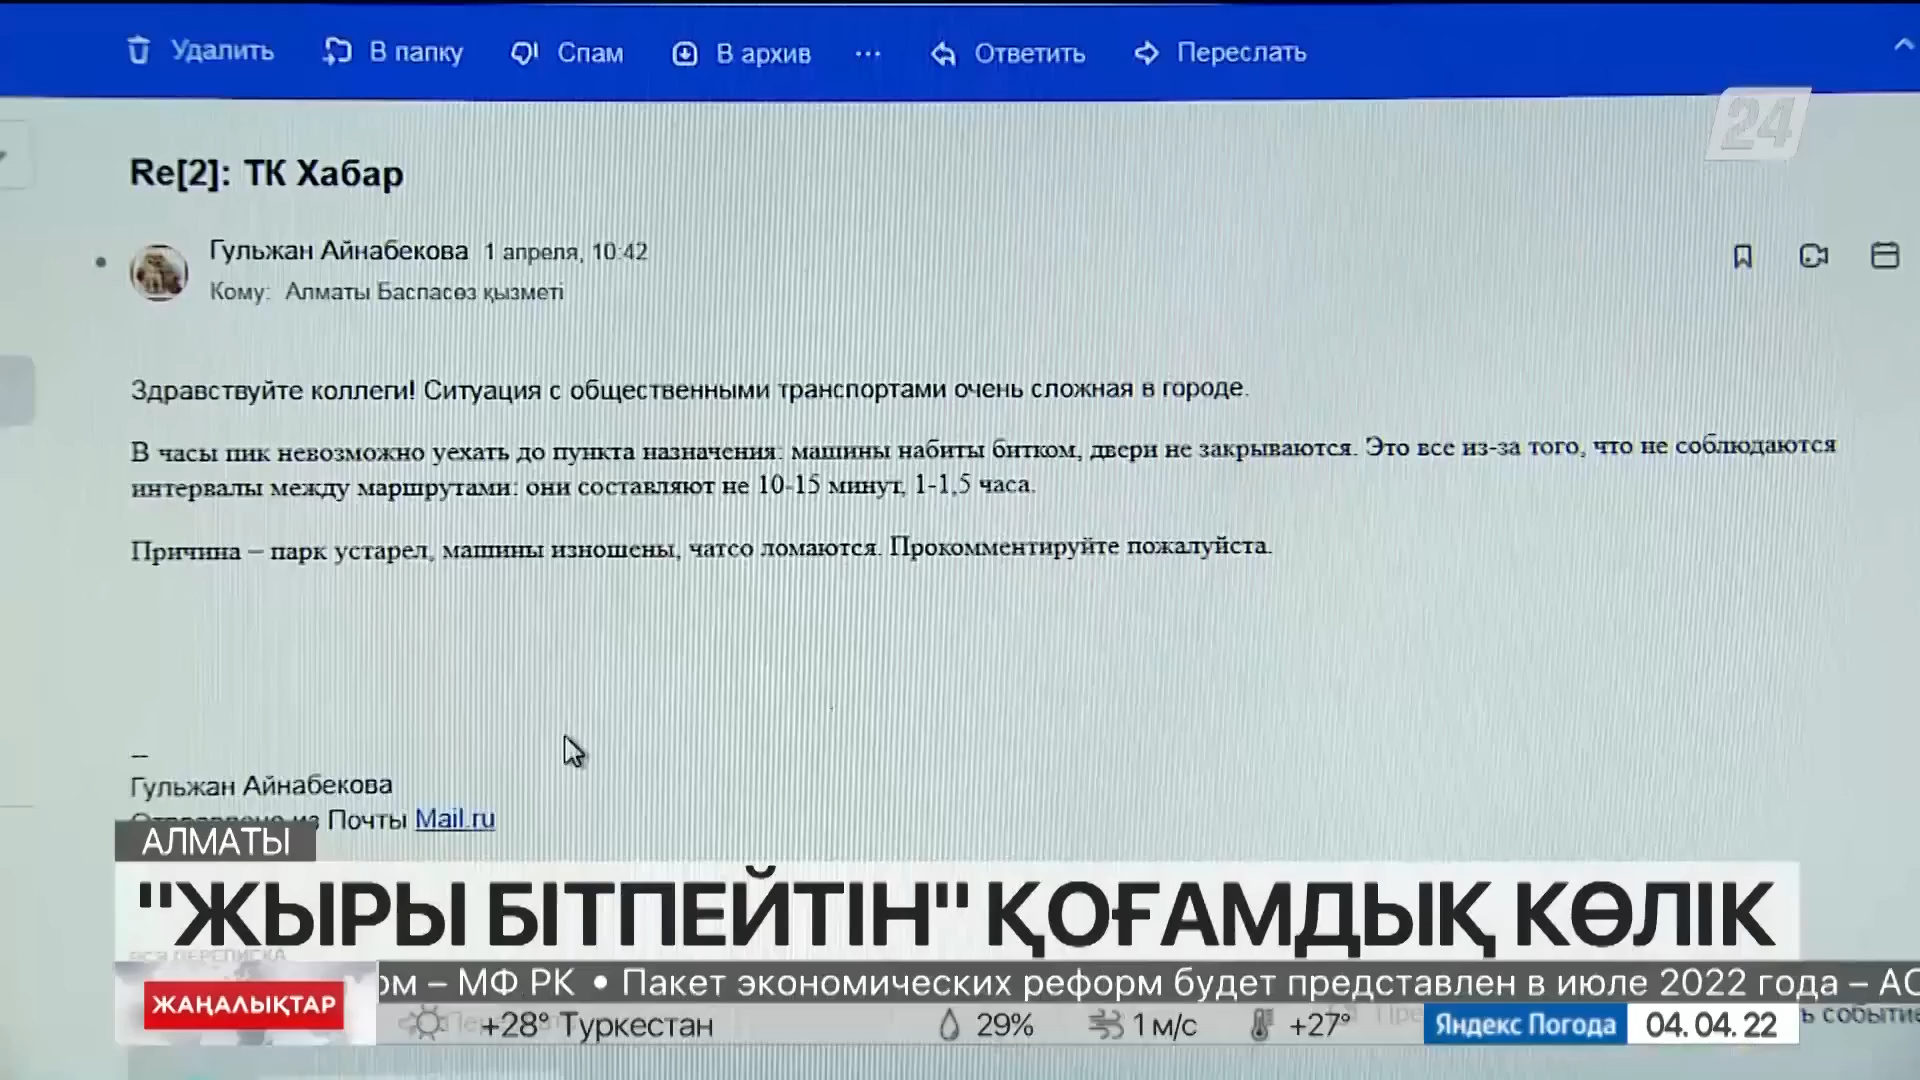 Удалить В папку Спам В архив ... Ответить Переслать
24
Re[2]: ТК Хабар
Гульжан Айнабекова 1 апреля, 10:42
Кому: Алматы Баспасөз қызметі
Здравствуйте коллеги! Ситуация с общественными транспортами очень сложная в городе.
В часы пик невозможно уехать до пункта назначения: машины набиты битком, двери не закрываются. Это все из-за того, что не соблюдаются
интервалы между маршрутами: они составляют не 10-15 минут, 1-1,5 часа.
Причина – парк устарел, машины изношены, чатсо ломаются. Прокомментируйте пожалуйста.
--
Гульжан Айнабекова
Отправлено из Почты Mail.ru
АЛМАТЫ
"ЖЫРЫ БІТПЕЙТІН" ҚОҒАМДЫҚ КӨЛІК
ЖАҢАЛЫҚТАР
– МФ РК • Пакет экономических реформ будет представлен в июле 2022 года –
+28° Туркестан 29% 1 м/с +27° Яндекс Погода 04.04.22